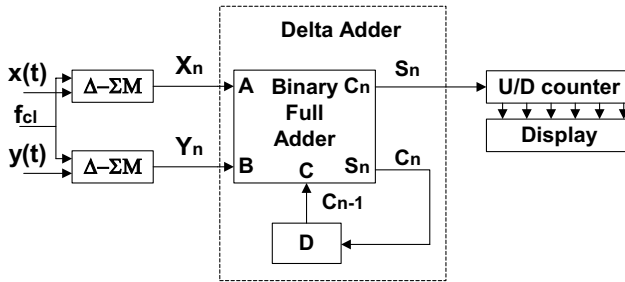 Delta Adder
x(t)
Δ–ΣM
Xn
Sn
fcl
A
Binary
Full
Adder
Cn
U/D counter
y(t)
Δ–ΣM
Yn
B
C
Sn
Cn
Display
Cn-1
D